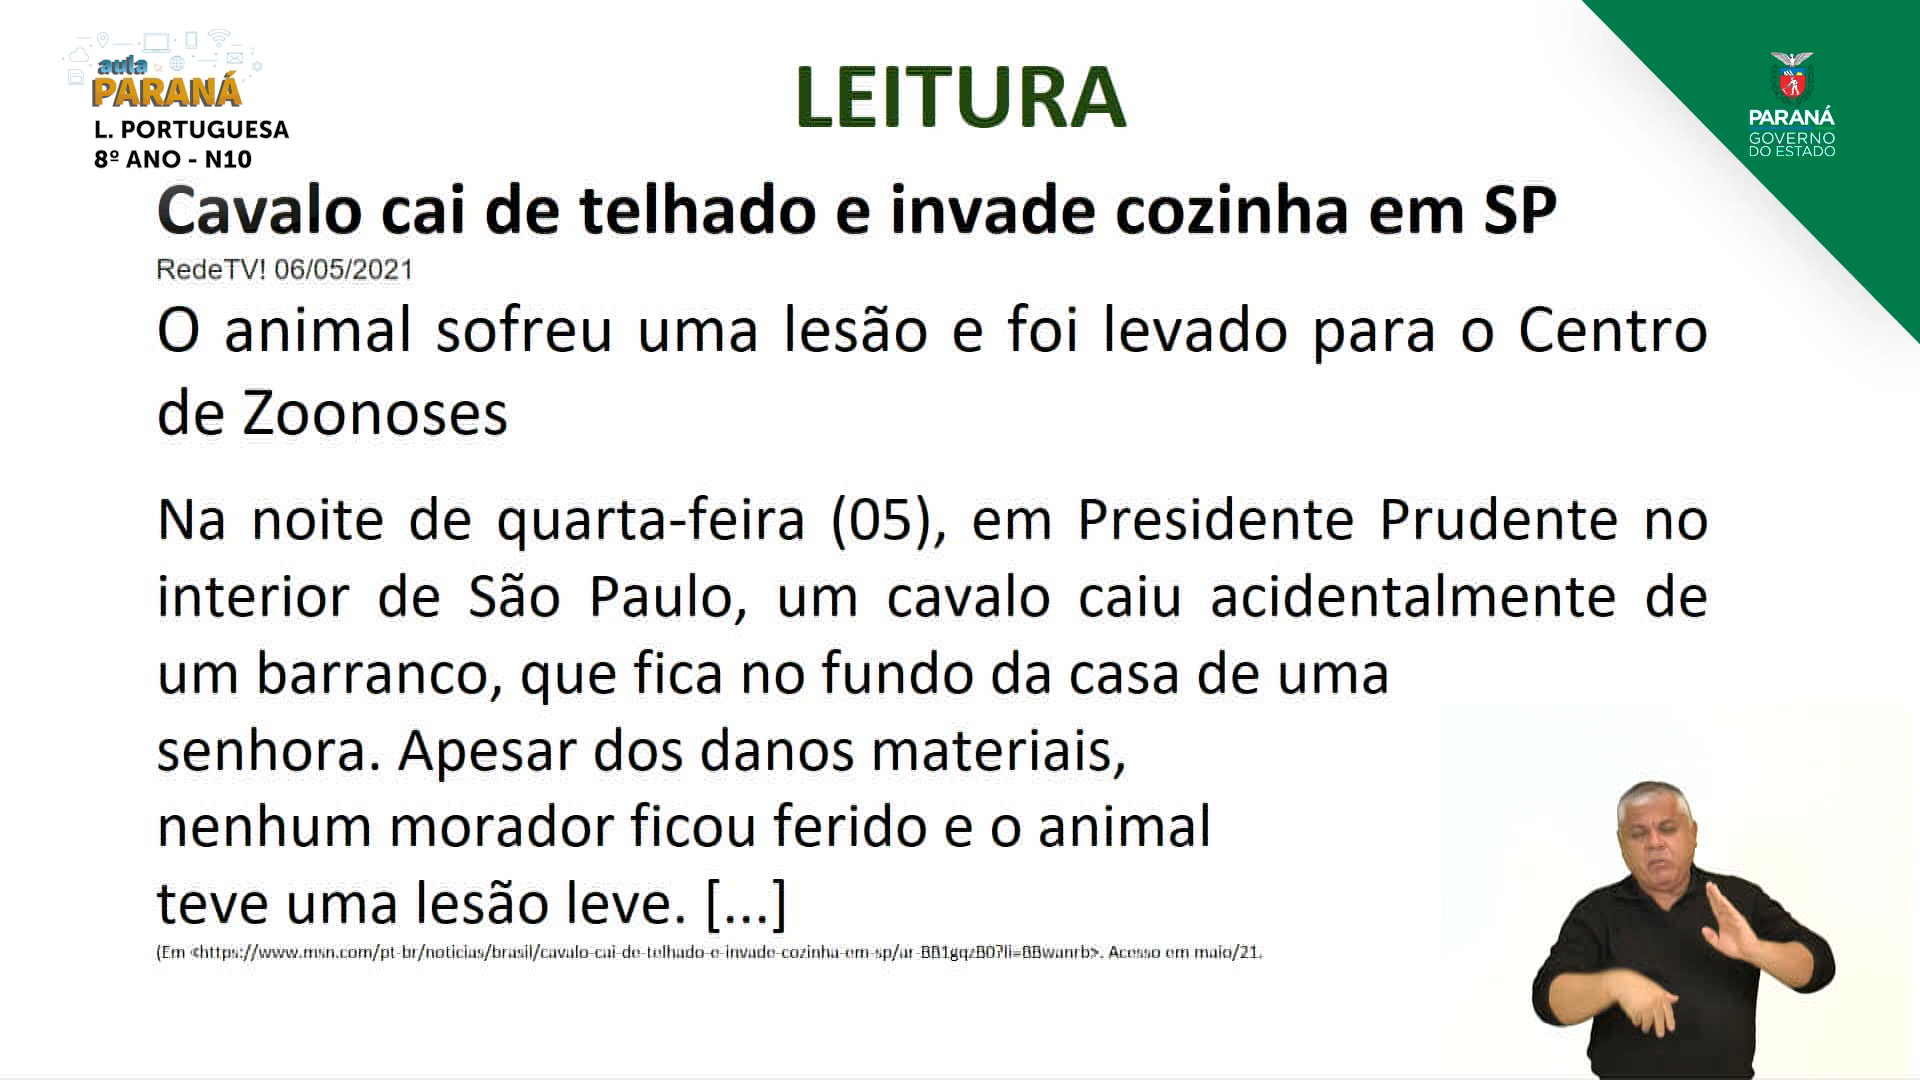 aula
PARANÁ
L. PORTUGUESA
8º ANO - N10
LEITURA
PARANÁ
GOVERNO
DO ESTADO
Cavalo cai de telhado e invade cozinha em SP
RedeTV! 06/05/2021
O animal sofreu uma lesão e foi levado para o Centro
de Zoonoses
Na noite de quarta-feira (05), em Presidente Prudente no
interior de São Paulo, um cavalo caiu acidentalmente de
um barranco, que fica no fundo da casa de uma
senhora. Apesar dos danos materiais,
nenhum morador ficou ferido e o animal
teve uma lesão leve. [...]
(Em <https://www.msn.com/pt-br/noticias/brasil/cavalo-cai-de-telhado-e-invade-cozinha-em-sp/ar-BB1gqzB0?li=BBwanrb>. Acesso em maio/21.